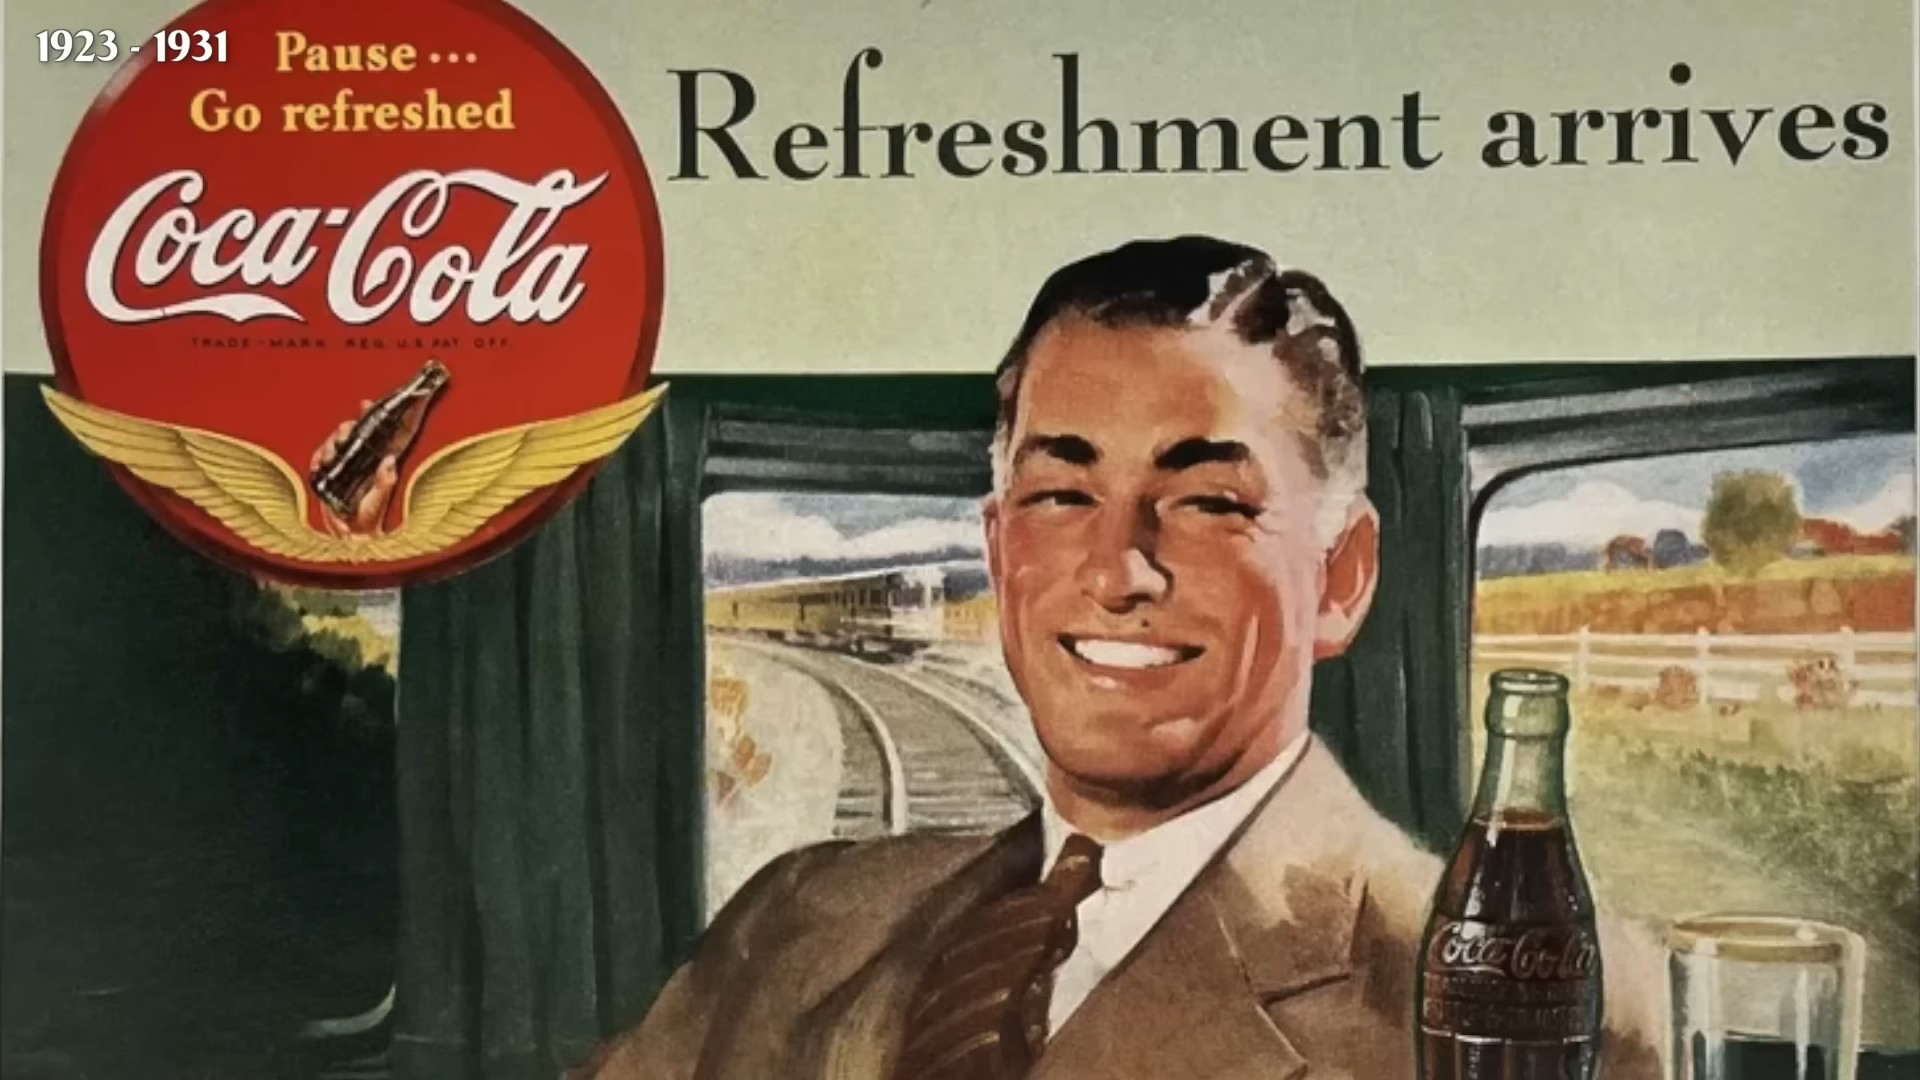 1923 - 1931
Pause...
Go refreshed
Coca-Cola
TRADE-MARK REG. U.S. PAT. OFF.
Refreshment arrives
Coca-Cola